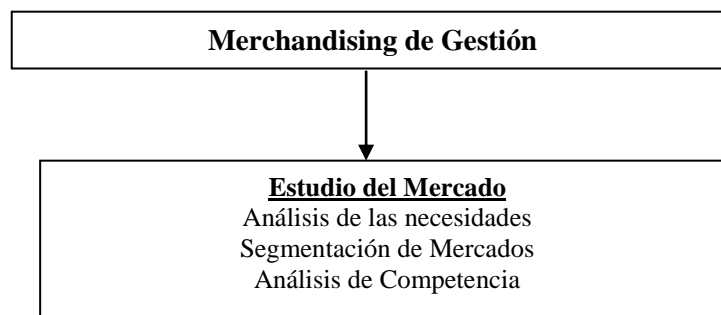 Merchandising de Gestión
Estudio del Mercado
Análisis de las necesidades
Segmentación de Mercados
Análisis de Competencia